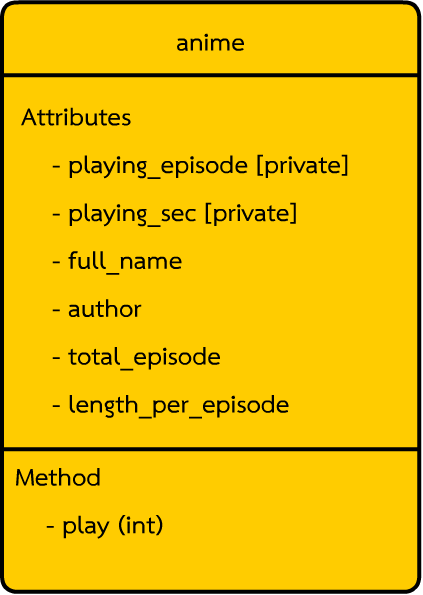 anime
Attributes
- playing_episode [private]
- playing_sec [private]
- full_name
- author
- total_episode
- length_per_episode
Method
- play (int)